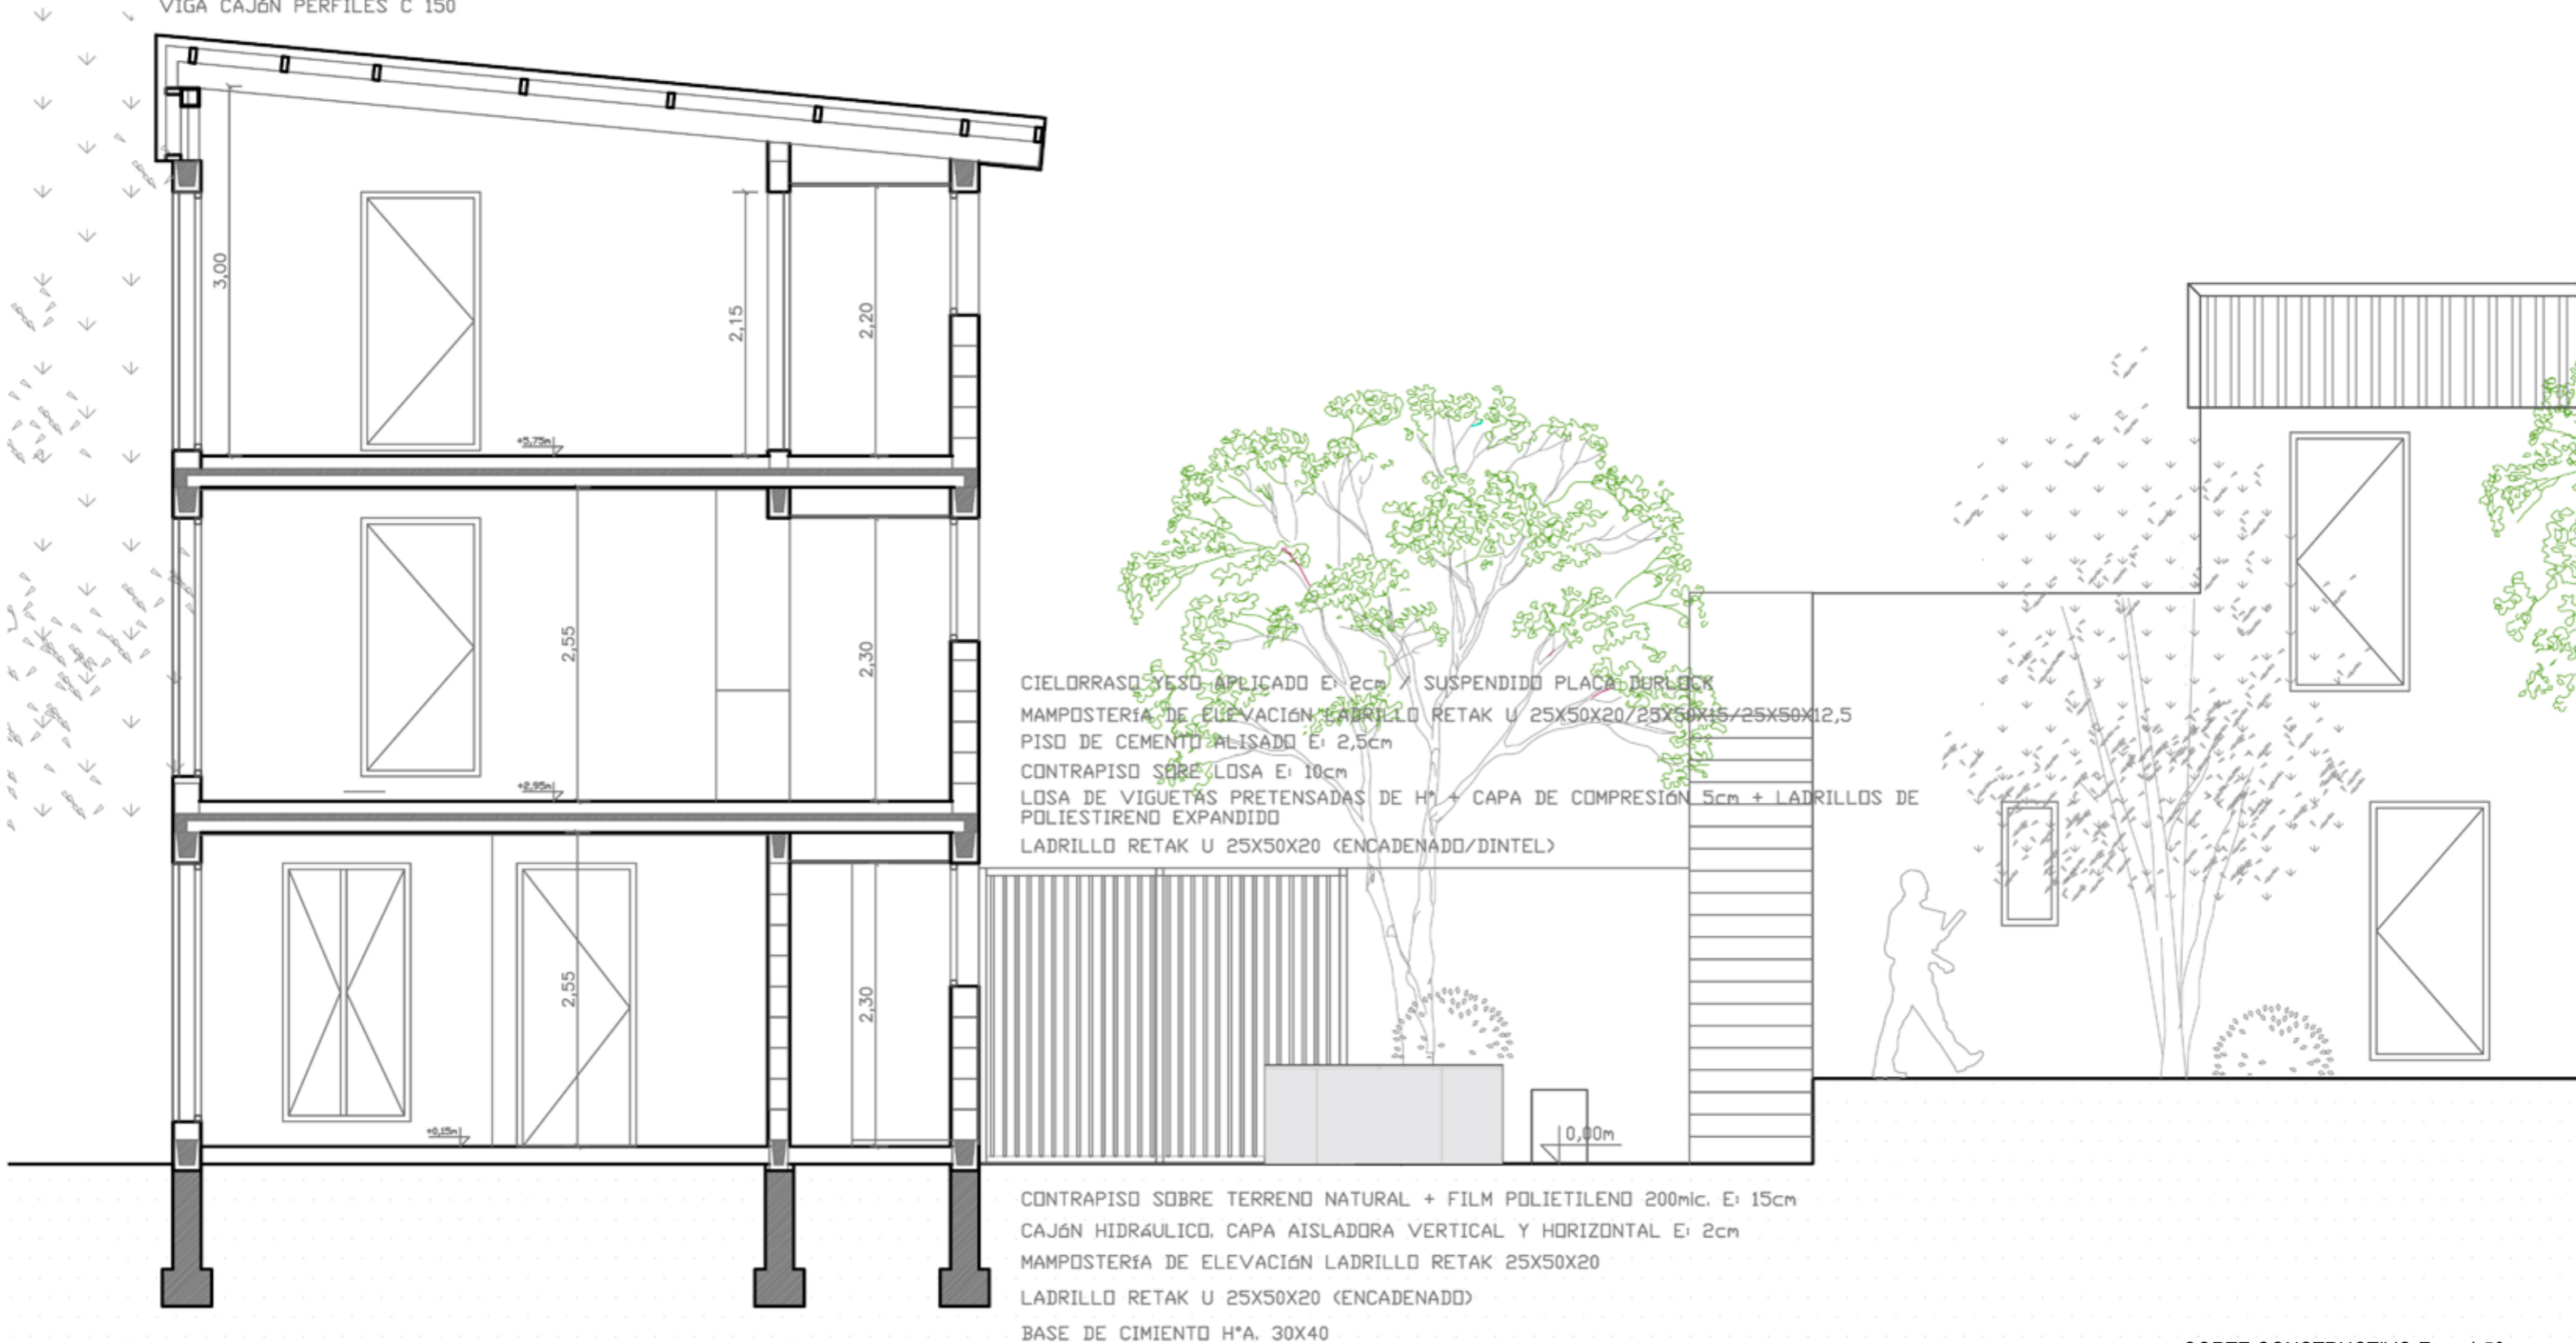 VIGA CAJóN PERFILES C 150
3,00
2,15
2,20
+5,75m
2,55
2,30
CIELORRASO YESO APLICADO E: 2cm / SUSPENDIDO PLACA DURLOCK
MAMPOSTERíA DE ELEVACIóN LADRILLO RETAK U 25X50X20/25X50X15/25X50X12,5
PISO DE CEMENTO ALISADO E: 2,5cm
CONTRAPISO SOBRE LOSA E: 10cm
+2,95m
LOSA DE VIGUETAS PRETENSADAS DE H° + CAPA DE COMPRESIóN 5cm + LADRILLOS DE
POLIESTIRENO EXPANDIDO
LADRILLO RETAK U 25X50X20 (ENCADENADO/DINTEL)
2,55
2,30
+0,15m
0,00m
CONTRAPISO SOBRE TERRENO NATURAL + FILM POLIETILENO 200mic. E: 15cm
CAJóN HIDRáULICO. CAPA AISLADORA VERTICAL Y HORIZONTAL E: 2cm
MAMPOSTERíA DE ELEVACIóN LADRILLO RETAK 25X50X20
LADRILLO RETAK U 25X50X20 (ENCADENADO)
BASE DE CIMIENTO H°A. 30X40